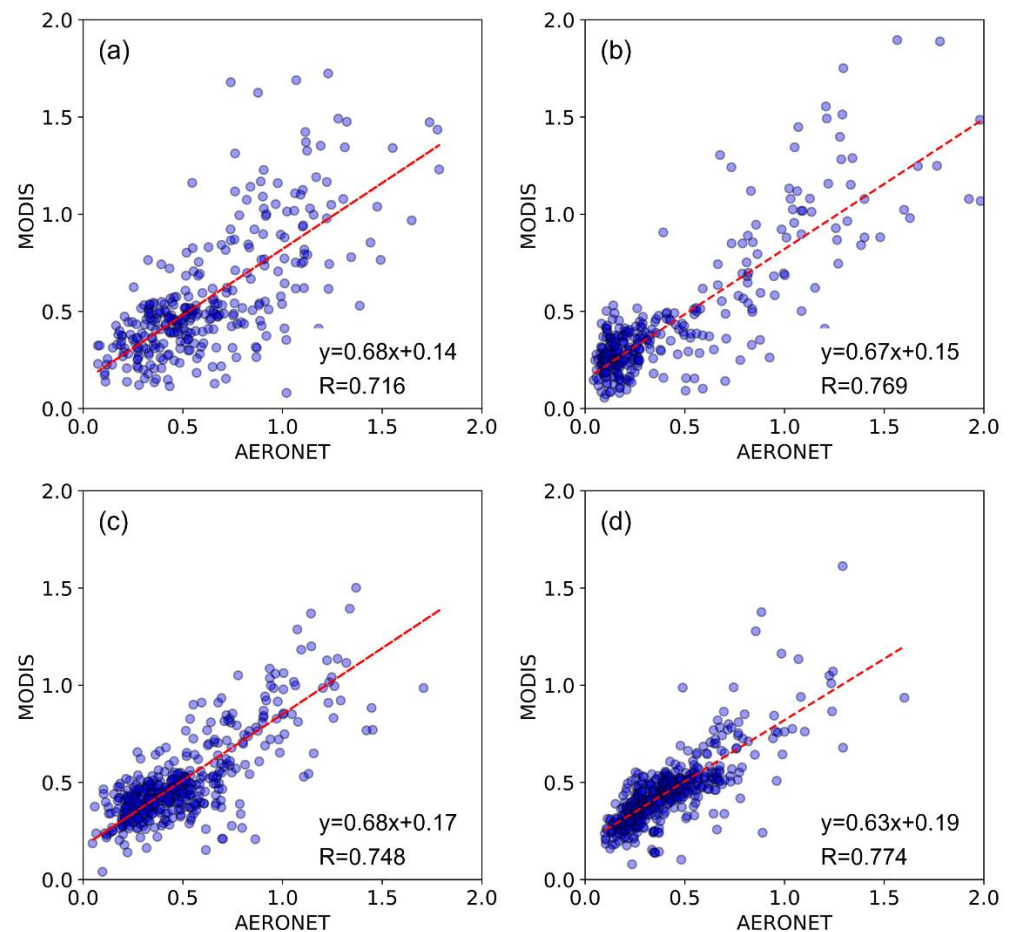 (a)
2.0
1.5
1.0
0.5
0.0
MODIS
y=0.68x+0.14
R=0.716
0.0 0.5 1.0 1.5 2.0
AERONET
(b)
2.0
1.5
1.0
0.5
0.0
MODIS
y=0.67x+0.15
R=0.769
0.0 0.5 1.0 1.5 2.0
AERONET
(c)
2.0
1.5
1.0
0.5
0.0
MODIS
y=0.68x+0.17
R=0.748
0.0 0.5 1.0 1.5 2.0
AERONET
(d)
2.0
1.5
1.0
0.5
0.0
MODIS
y=0.63x+0.19
R=0.774
0.0 0.5 1.0 1.5 2.0
AERONET